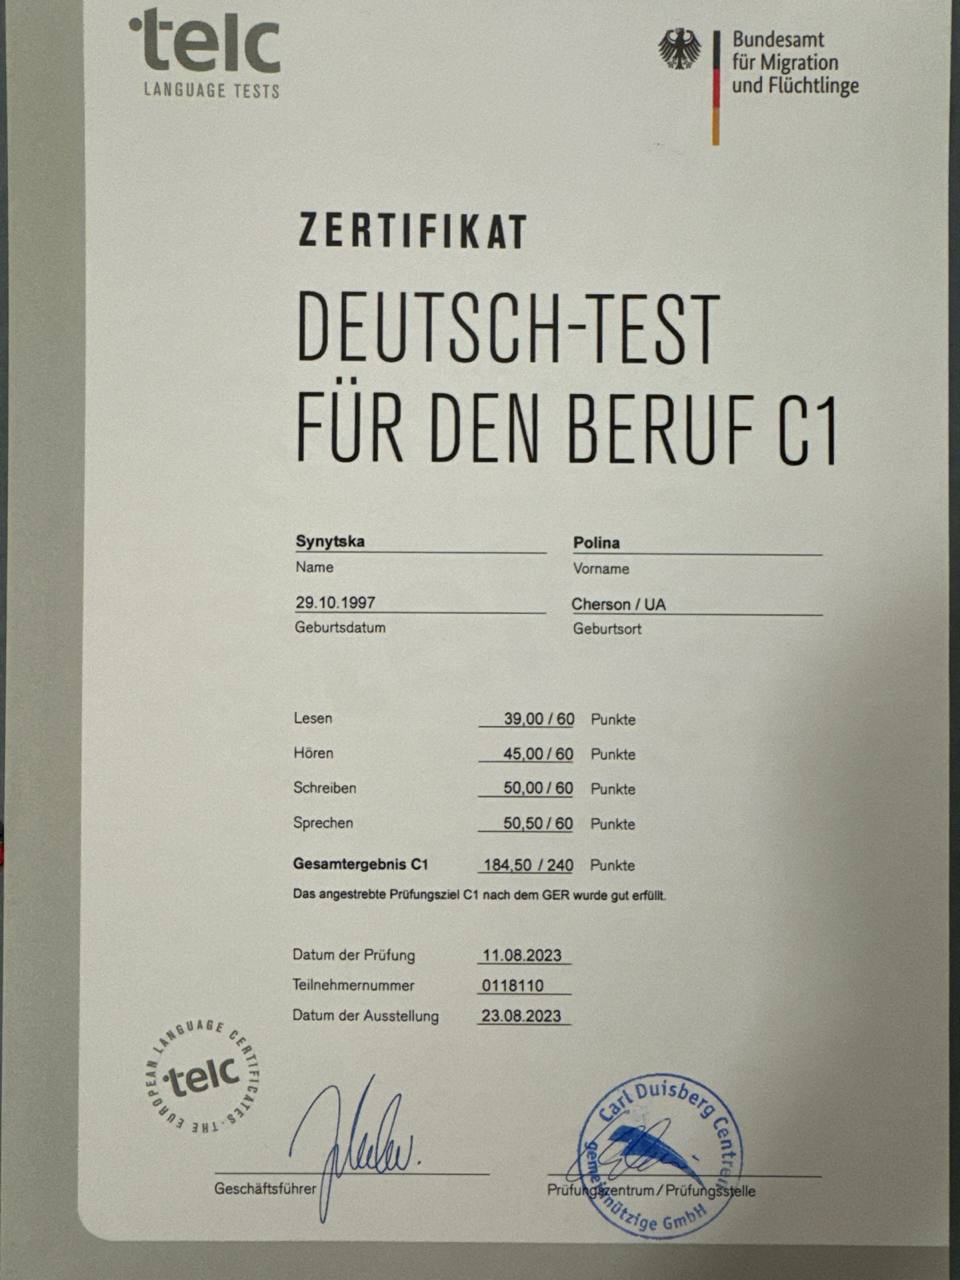 telc
LANGUAGE TESTS
Bundesamt
für Migration
und Flüchtlinge
ZERTIFIKAT
DEUTSCH-TEST
FÜR DEN BERUF C1
Synytska Polina
Name Vorname
29.10.1997 Cherson / UA
Geburtsdatum Geburtsort
Lesen 39,00 / 60 Punkte
Hören 45,00 / 60 Punkte
Schreiben 50,00 / 60 Punkte
Sprechen 50,50 / 60 Punkte
Gesamtergebnis C1 184,50 / 240 Punkte
Das angestrebte Prüfungsziel C1 nach dem GER wurde gut erfüllt.
Datum der Prüfung 11.08.2023
Teilnehmernummer 0118110
Datum der Ausstellung 23.08.2023
THE EUROPEAN LANGUAGE CERTIFICATES
telc
Carl Duisberg Centren
gemeinnützige GmbH
Geschäftsführer Prüfungszentrum / Prüfungsstelle